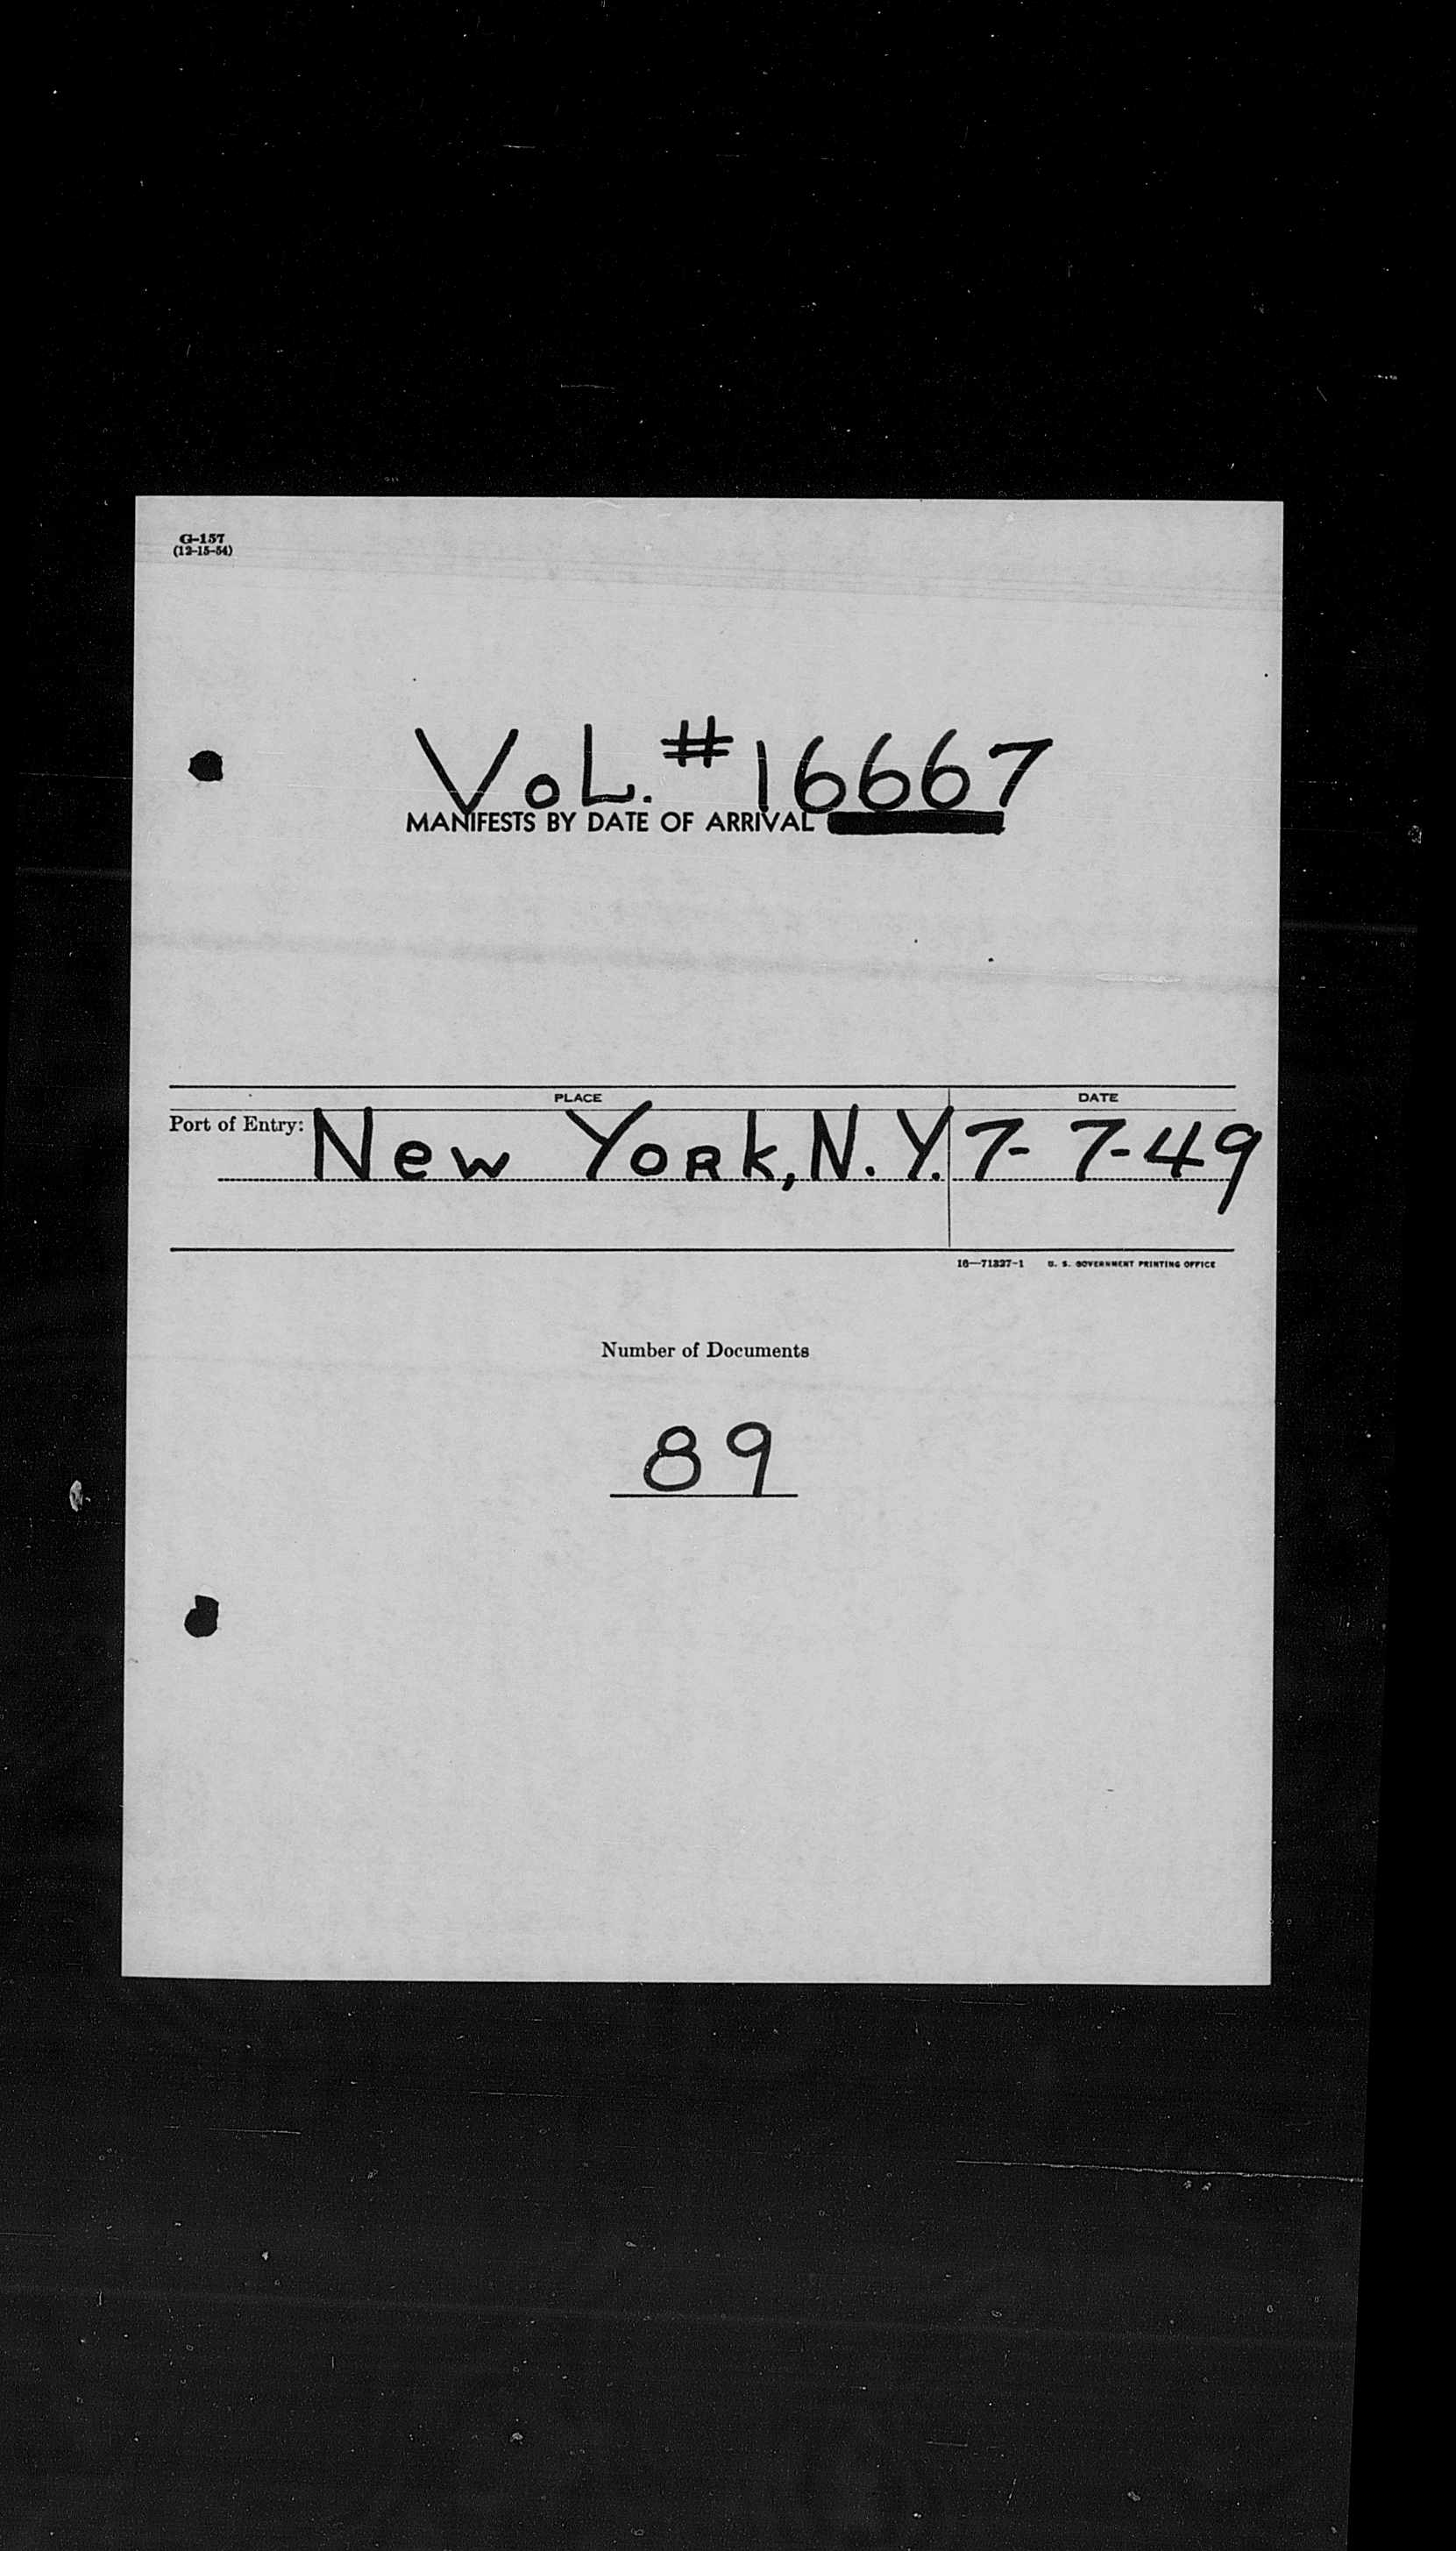 G-157
(12-15-54)
VOL. #16667
MANIFESTS BY DATE OF ARRIVAL
PLACE DATE
Port of Entry: New York, N.Y. 7-7-49
16—71327-1 U. S. GOVERNMENT PRINTING OFFICE
Number of Documents
89